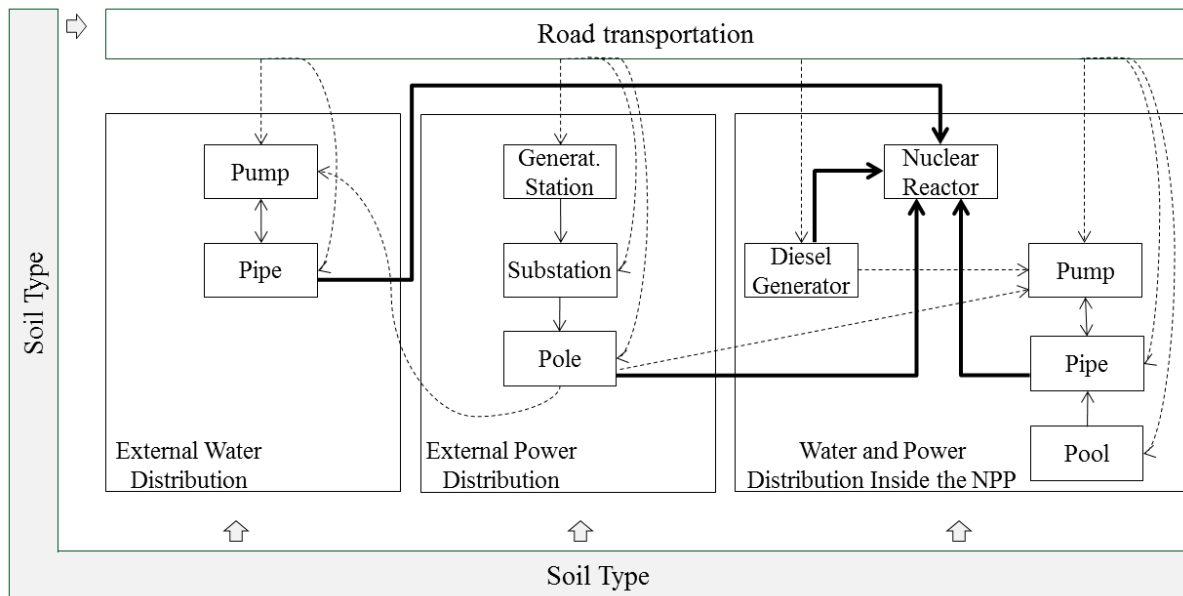 Road transportation
Soil Type
Pump
Pipe
External Water
Distribution
Generat.
Station
Substation
Pole
External Power
Distribution
Nuclear
Reactor
Diesel
Generator
Pump
Pipe
Pool
Water and Power
Distribution Inside the NPP
Soil Type